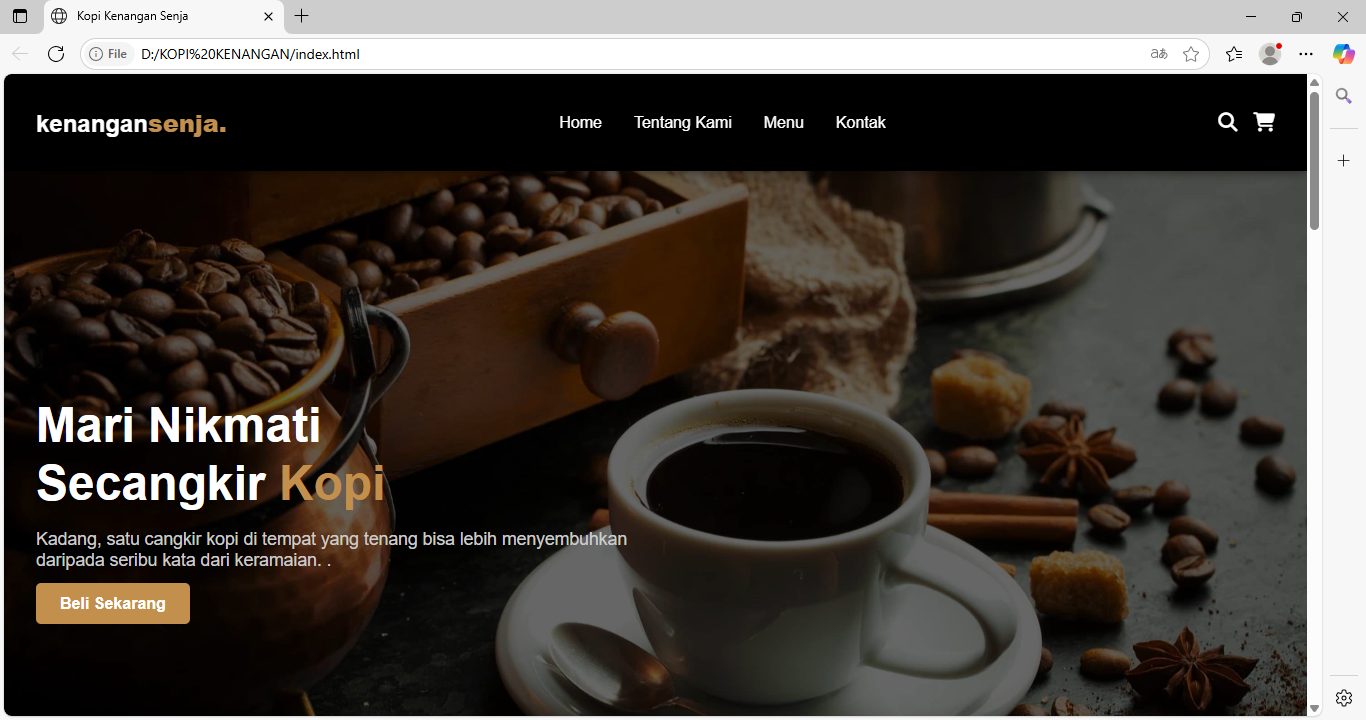 Kopi Kenangan Senja
File D:/KOPI%20KENANGAN/index.html
kenangansenja.
Home Tentang Kami Menu Kontak
Mari Nikmati
Secangkir Kopi
Kadang, satu cangkir kopi di tempat yang tenang bisa lebih menyembuhkan
daripada seribu kata dari keramaian. .
Beli Sekarang